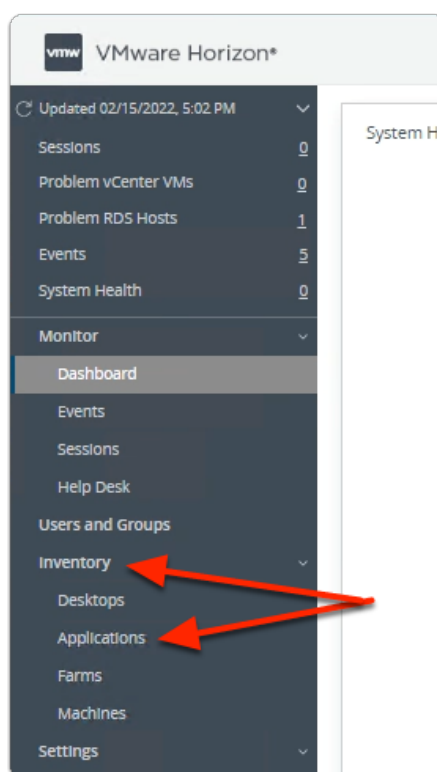 vmw VMware Horizon®
Updated 02/15/2022, 5:02 PM
Sessions 0
Problem vCenter VMs 0
Problem RDS Hosts 1
Events 5
System Health 0
System H
Monitor
Dashboard
Events
Sessions
Help Desk
Users and Groups
Inventory
Desktops
Applications
Farms
Machines
Settings